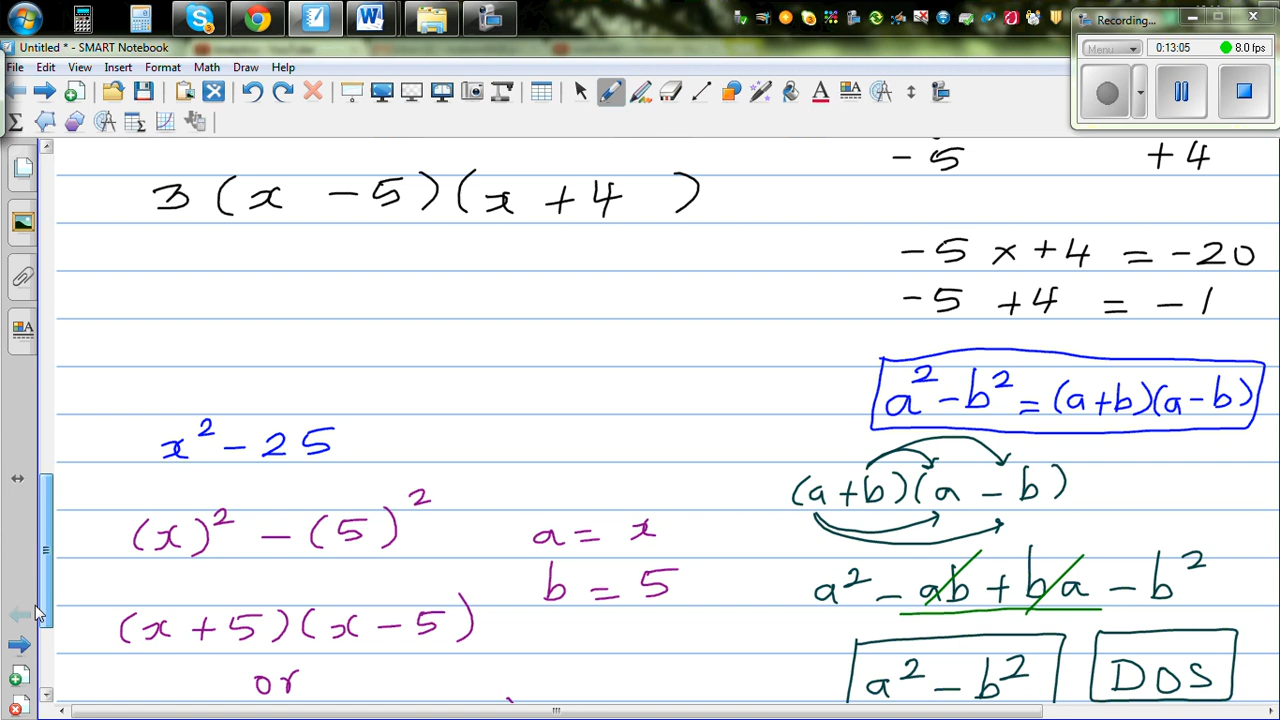 Recording...
Untitled * - SMART Notebook
Menu
0:13:05
8.0 fps
File Edit View Insert Format Math Draw Help
-5 +4
3 (x -5)(x +4 )
-5 x +4 = -20
-5 +4 = -1
a² - b² = (a+b)(a-b)
x² - 25
(a+b)(a - b)
(x)² - (5)² a = x
b = 5
a² - ab + ba - b²
(x +5)(x -5)
or
a² - b² DOS